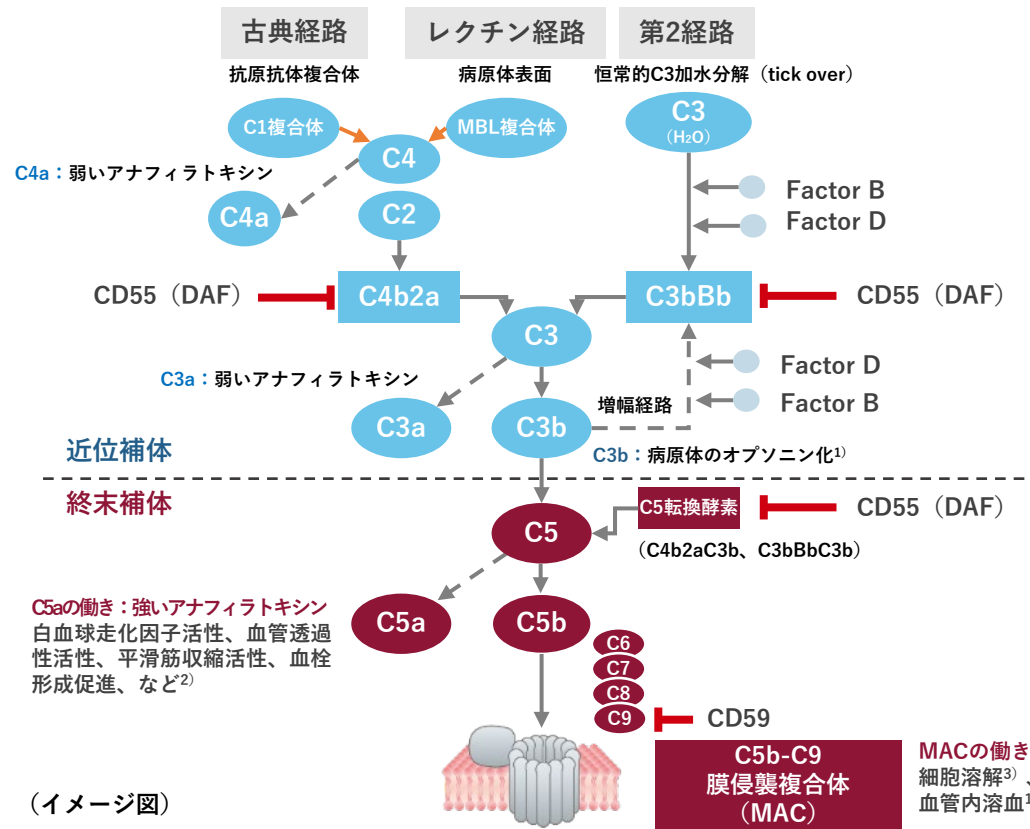 古典経路
レクチン経路
第2経路
抗原抗体複合体
病原体表面
恒常的C3加水分解（tick over）
C1複合体
MBL複合体
C3
（H₂O）
C4
C4a：弱いアナフィラトキシン
C4a
C2
Factor B
Factor D
CD55（DAF）
C4b2a
C3bBb
CD55（DAF）
C3
C3a：弱いアナフィラトキシン
Factor D
Factor B
増幅経路
C3a
C3b
C3b：病原体のオプソニン化¹⁾
近位補体
終末補体
C5転換酵素
CD55（DAF）
C5
（C4b2aC3b、C3bBbC3b）
C5aの働き：強いアナフィラトキシン
白血球走化因子活性、血管透過
性活性、平滑筋収縮活性、血栓
形成促進、など²⁾
C5a
C5b
C6
C7
C8
C9
CD59
C5b-C9
膜侵襲複合体
（MAC）
MACの働き
細胞溶解³⁾、
血管内溶血¹
（イメージ図）